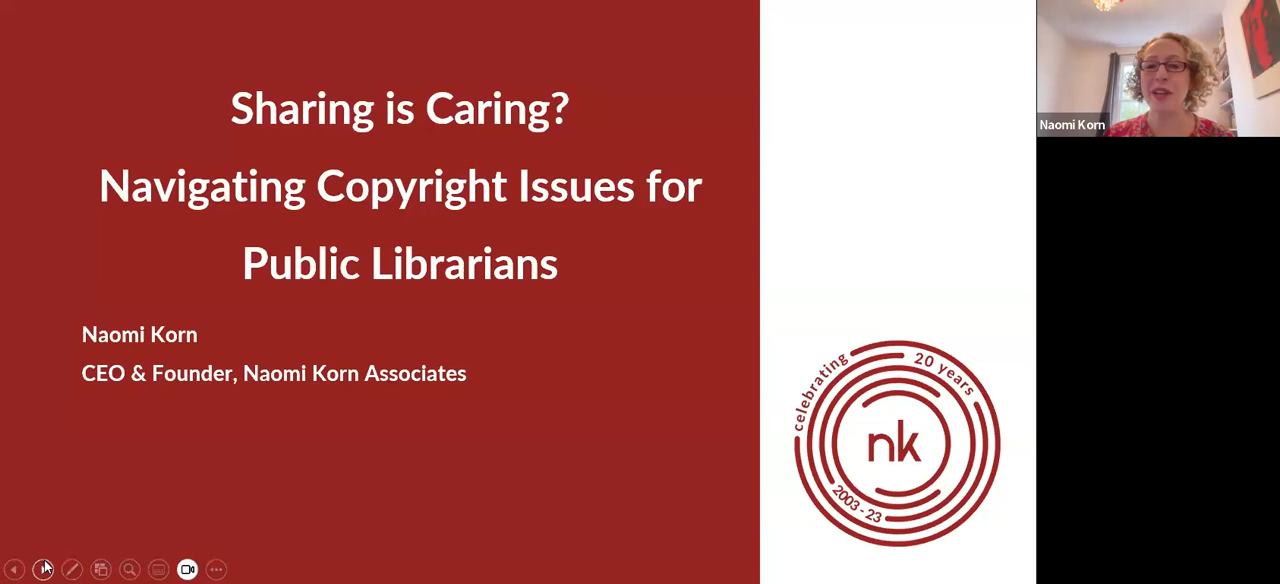 Sharing is Caring?
Navigating Copyright Issues for
Public Librarians
Naomi Korn
CEO & Founder, Naomi Korn Associates
celebrating
20 years
nk
2003 - 23
Naomi Korn